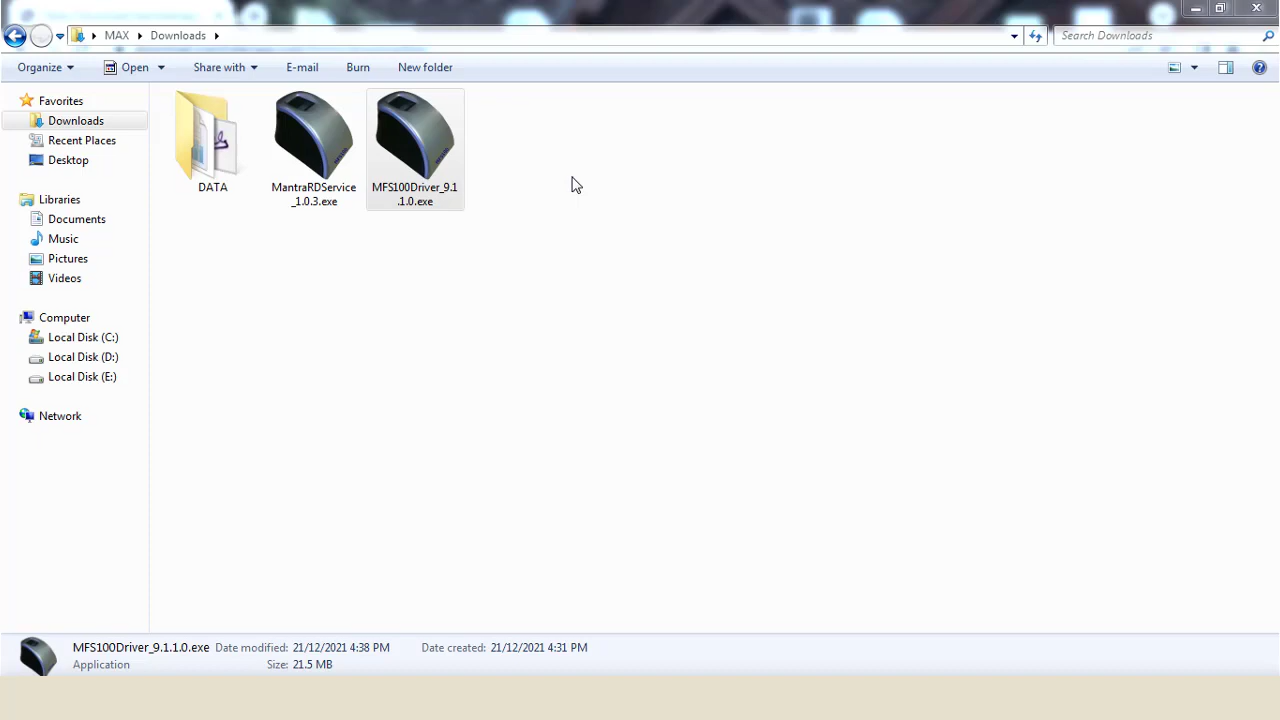 MAX Downloads Search Downloads
Organize Open Share with E-mail Burn New folder
Favorites
Downloads
Recent Places
Desktop
Libraries
Documents
Music
Pictures
Videos
Computer
Local Disk (C:)
Local Disk (D:)
Local Disk (E:)
Network
DATA
MantraRDService
_1.0.3.exe
MFS100Driver_9.1
.1.0.exe
MFS100Driver_9.1.1.0.exe Date modified: 21/12/2021 4:38 PM Date created: 21/12/2021 4:31 PM
Application Size: 21.5 MB